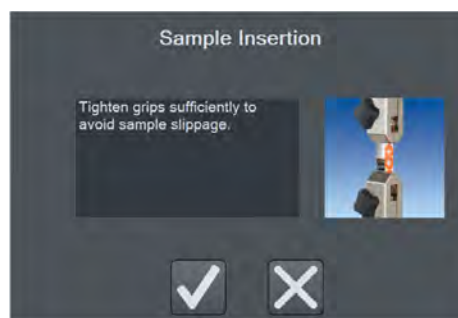 Sample Insertion
Tighten grips sufficiently to
avoid sample slippage.